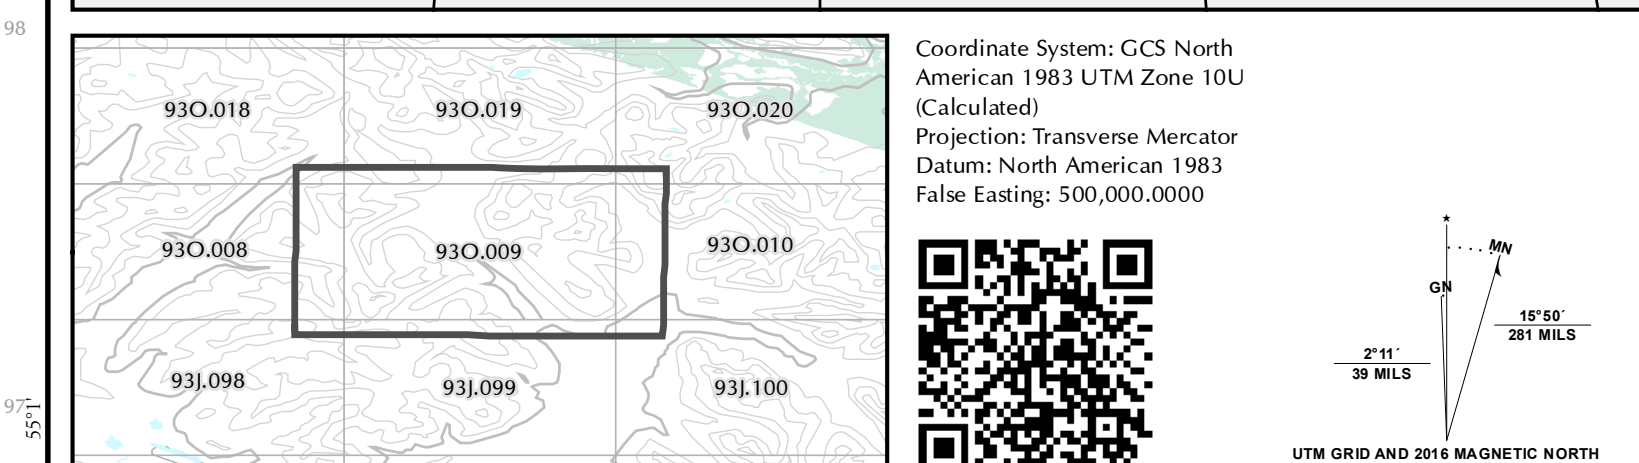 98
93O.018
93O.019
93O.020
93O.008
93O.009
93O.010
93J.098
93J.099
93J.100
97
55°1'
Coordinate System: GCS North
American 1983 UTM Zone 10U
(Calculated)
Projection: Transverse Mercator
Datum: North American 1983
False Easting: 500,000.0000
MN
GN
15°50´
281 MILS
2°11´
39 MILS
UTM GRID AND 2016 MAGNETIC NORTH